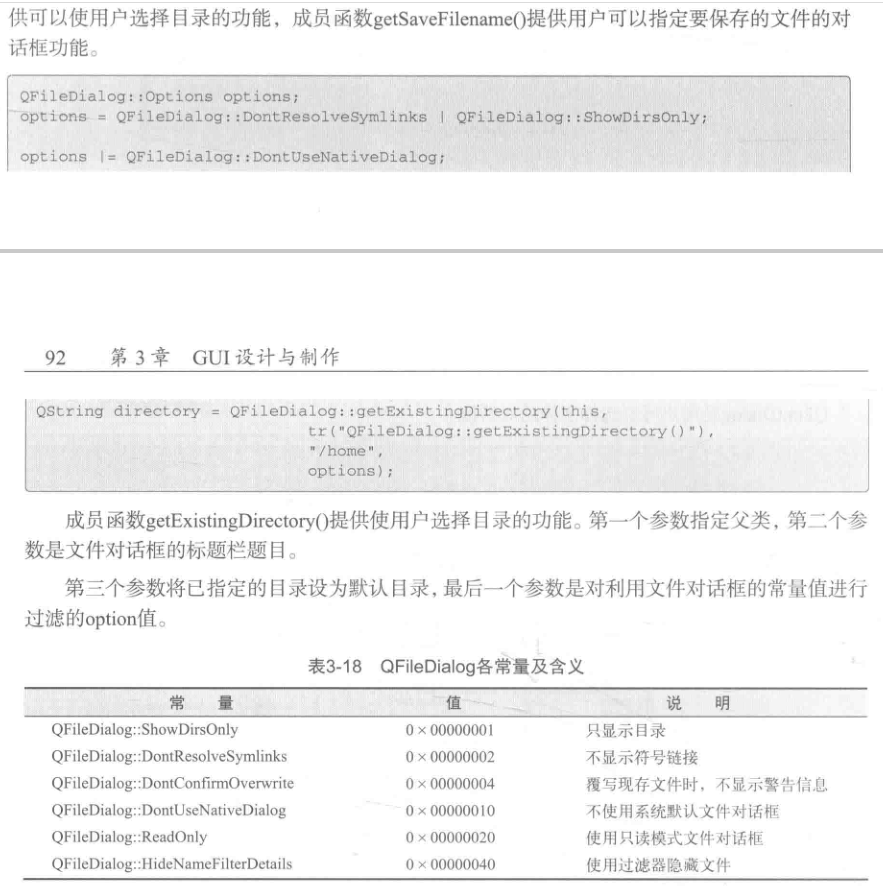 供可以使用户选择目录的功能，成员函数getSaveFilename()提供用户可以指定要保存的文件的对
话框功能。
QFileDialog::Options options;
options = QFileDialog::DontResolveSymlinks | QFileDialog::ShowDirsOnly;
options |= QFileDialog::DontUseNativeDialog;
92 第 3 章 GUI 设计与制作
QString directory = QFileDialog::getExistingDirectory(this,
tr("QFileDialog::getExistingDirectory()"),
"/home",
options);
成员函数getExistingDirectory()提供使用户选择目录的功能。第一个参数指定父类，第二个参
数是文件对话框的标题栏题目。
第三个参数将已指定的目录设为默认目录，最后一个参数是对利用文件对话框的常量值进行
过滤的option值。
表3-18 QFileDialog各常量及含义
常 量 值 说 明
QFileDialog::ShowDirsOnly 0×00000001 只显示目录
QFileDialog::DontResolveSymlinks 0×00000002 不显示符号链接
QFileDialog::DontConfirmOverwrite 0×00000004 覆写现存文件时，不显示警告信息
QFileDialog::DontUseNativeDialog 0×00000010 不使用系统默认文件对话框
QFileDialog::ReadOnly 0×00000020 使用只读模式文件对话框
QFileDialog::HideNameFilterDetails 0×00000040 使用过滤器隐藏文件